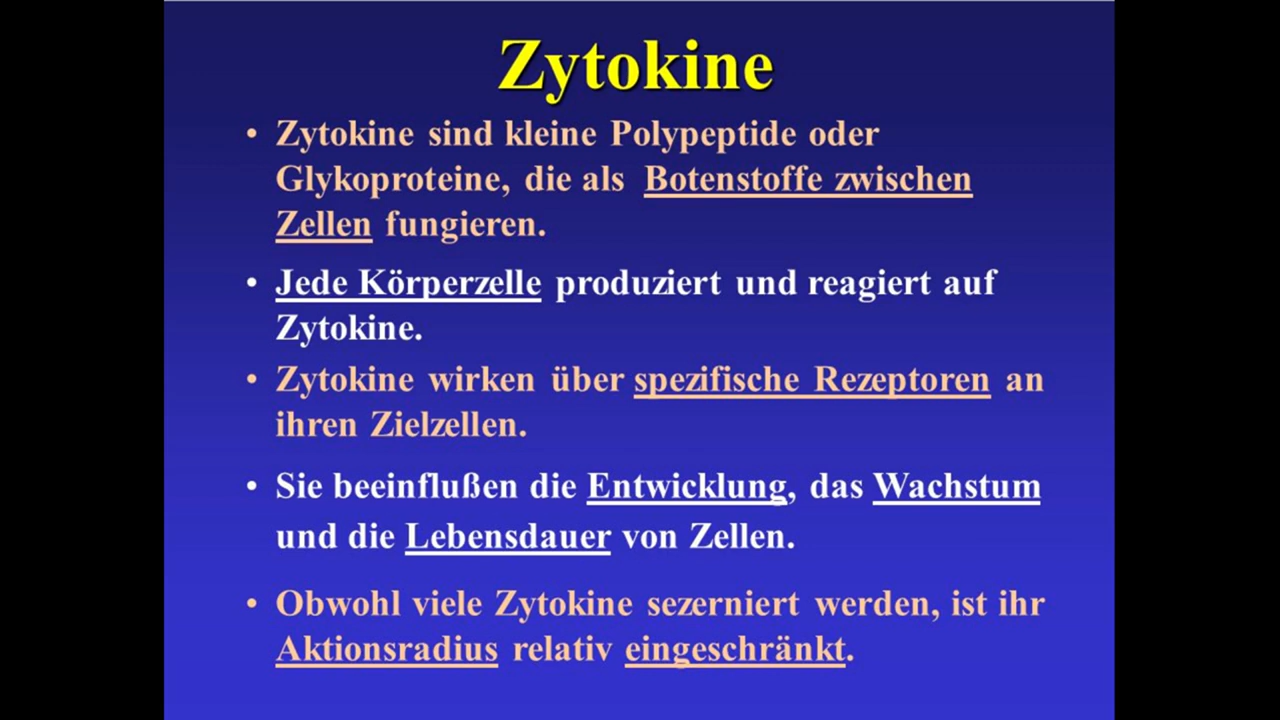 Zytokine
• Zytokine sind kleine Polypeptide oder
Glykoproteine, die als Botenstoffe zwischen
Zellen fungieren.
• Jede Körperzelle produziert und reagiert auf
Zytokine.
• Zytokine wirken über spezifische Rezeptoren an
ihren Zielzellen.
• Sie beeinflußen die Entwicklung, das Wachstum
und die Lebensdauer von Zellen.
• Obwohl viele Zytokine sezerniert werden, ist ihr
Aktionsradius relativ eingeschränkt.